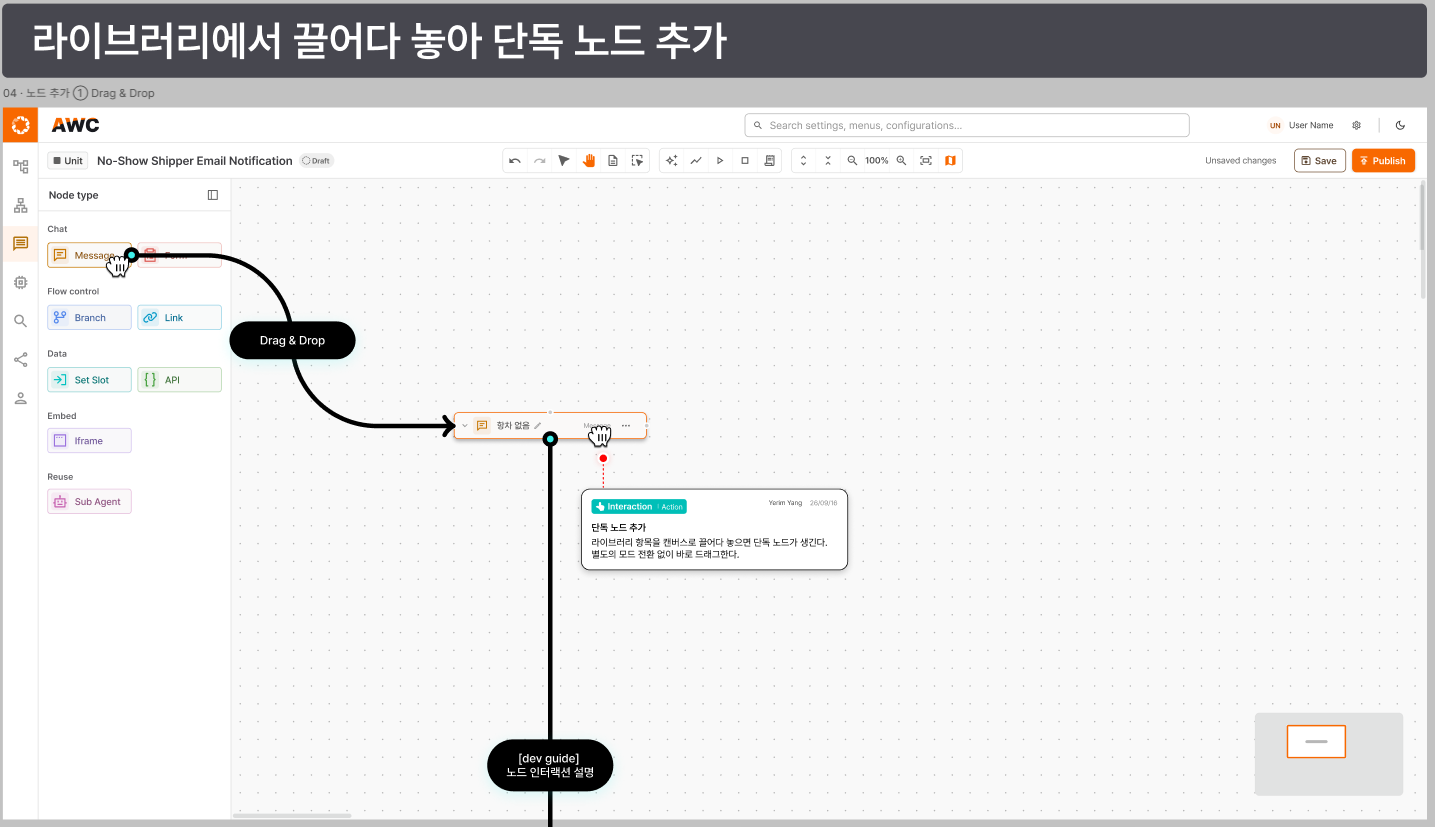 라이브러리에서 끌어다 놓아 단독 노드 추가
04 · 노드 추가 ① Drag & Drop
AWC
Search settings, menus, configurations...
UN User Name
Unit No-Show Shipper Email Notification Draft
100%
Unsaved changes Save Publish
Node type
Chat
Message
Flow control
Branch Link
Drag & Drop
Data
Set Slot API
Embed
Iframe
Reuse
Sub Agent
항차 없음
Interaction Action Yerim Yang 26/09/16
단독 노드 추가
라이브러리 항목을 캔버스로 끌어다 놓으면 단독 노드가 생긴다.
별도의 모드 전환 없이 바로 드래그한다.
[dev guide]
노드 인터랙션 설명